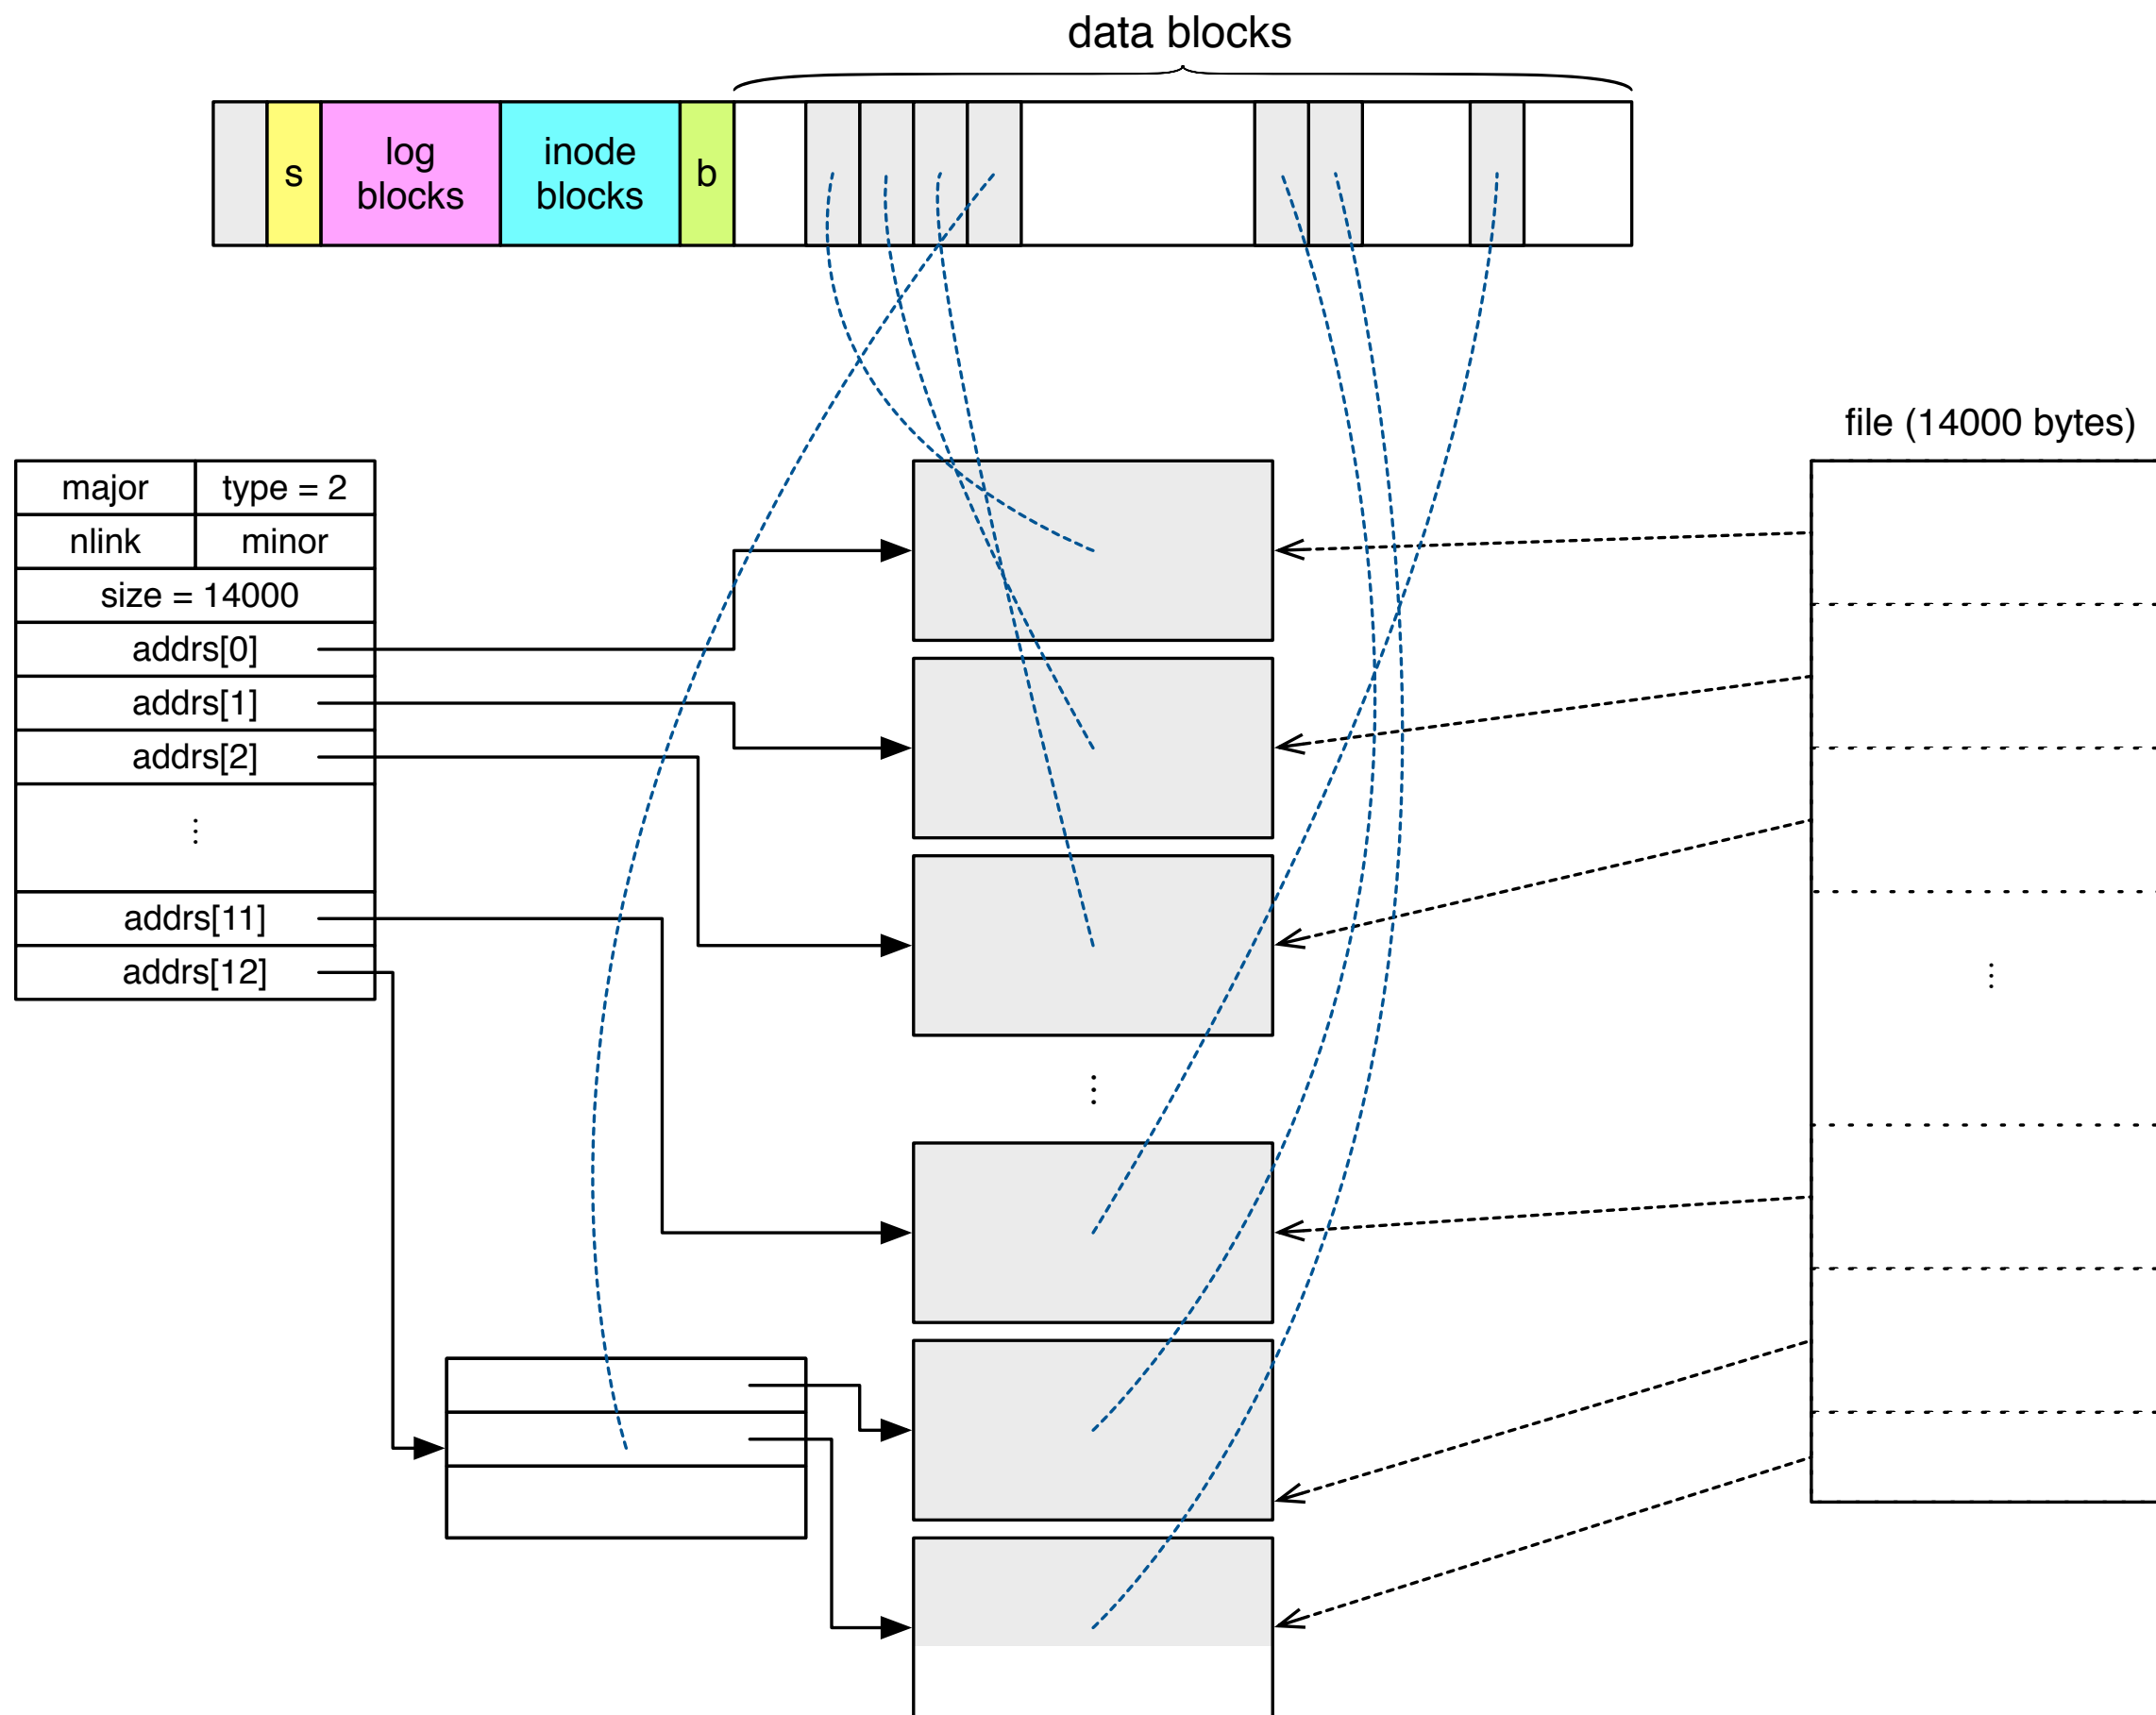 data blocks
s
log
blocks
inode
blocks
b
file (14000 bytes)
major
type = 2
nlink
minor
size = 14000
addrs[0]
addrs[1]
addrs[2]
⋮
addrs[11]
addrs[12]
⋮
⋮